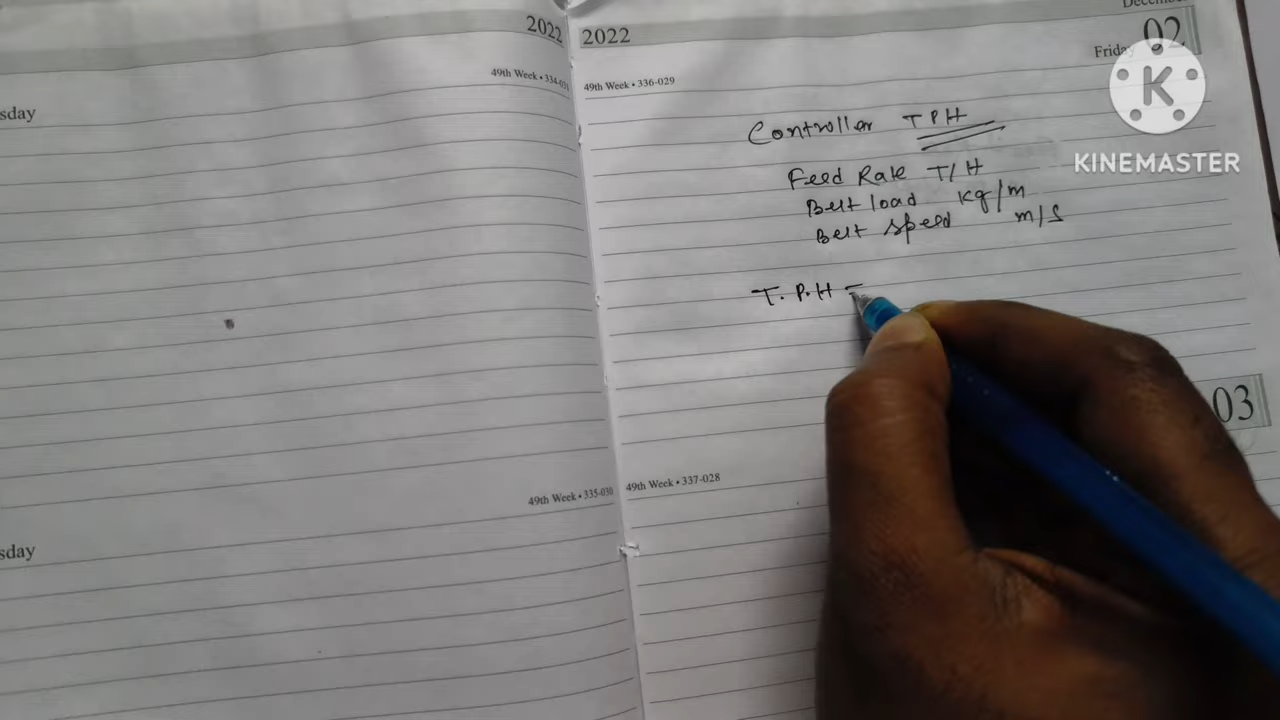 2022
49th Week • 334-031
sday
49th Week • 335-030
sday
December
2022
02
Friday
49th Week • 336-029
Controller TPH
Feed Rate T/H
Belt load kg/m
Belt speed m/s
T.P.H =
03
49th Week • 337-028
K
KINEMASTER